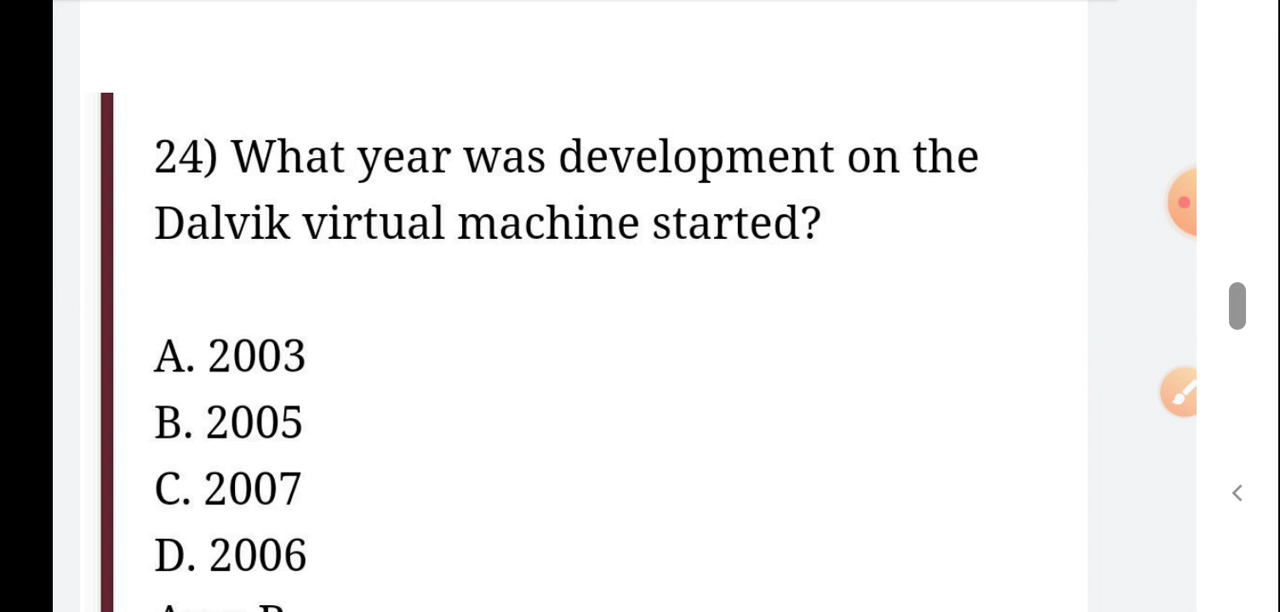 24) What year was development on the
Dalvik virtual machine started?
A. 2003
B. 2005
C. 2007
D. 2006